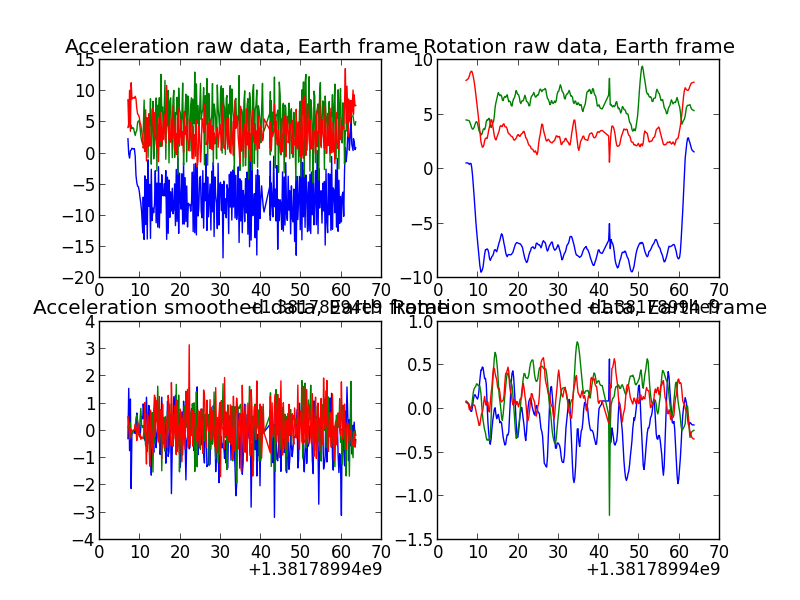 Acceleration raw data, Earth frame
15
10
5
0
−5
−10
−15
−20
0 10 20 30 40 50 60 70
+1.38178994e9
Rotation raw data, Earth frame
10
5
0
−5
−10
0 10 20 30 40 50 60 70
+1.38178994e9
Acceleration smoothed data, Earth frame
4
3
2
1
0
−1
−2
−3
−4
0 10 20 30 40 50 60 70
+1.38178994e9
Rotation smoothed data, Earth frame
1.0
0.5
0.0
−0.5
−1.0
−1.5
0 10 20 30 40 50 60 70
+1.38178994e9